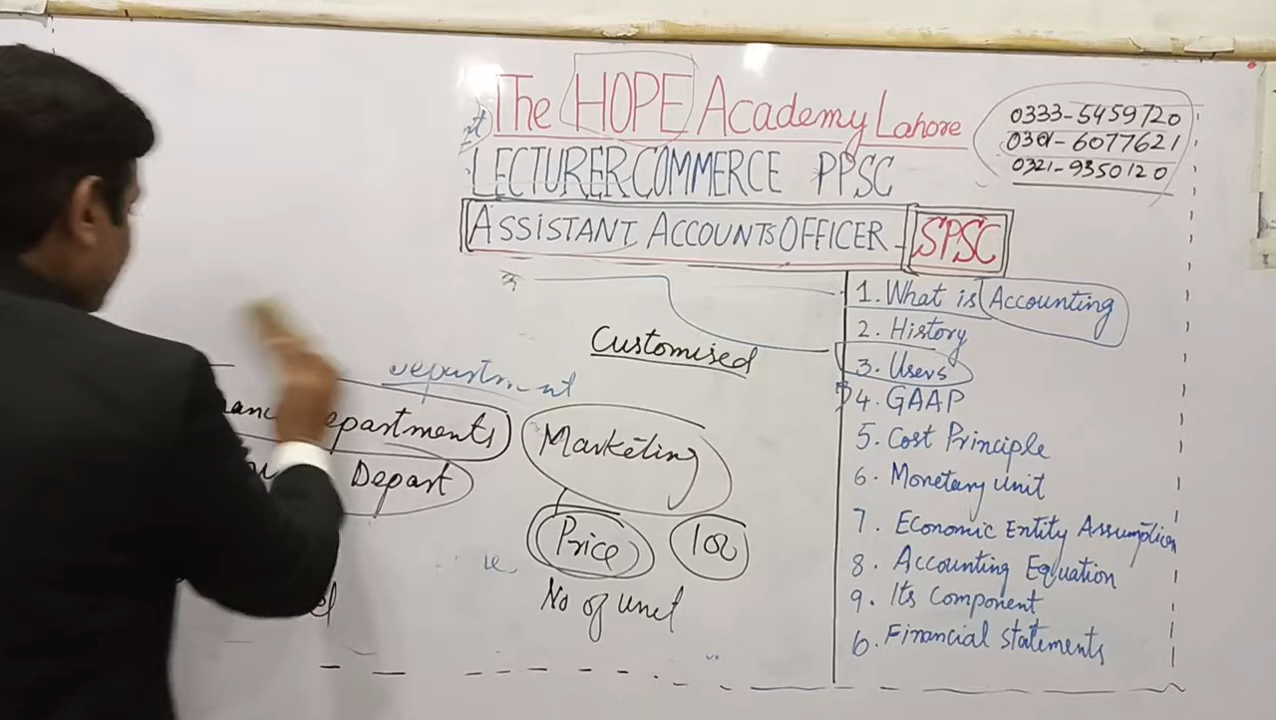 The HOPE Academy Lahore
0333-5459720
0301-6077621
0321-9350120
LECTURER COMMERCE PPSC
ASSISTANT ACCOUNTS OFFICER - SPSC
1. What is Accounting
2. History
3. Users
4. GAAP
5. Cost Principle
6. Monetary unit
7. Economic Entity Assumption
8. Accounting Equation
9. Its Component
6. Financial Statements
Customised
Department
Departments
Depart
Marketing
Price
No of unit